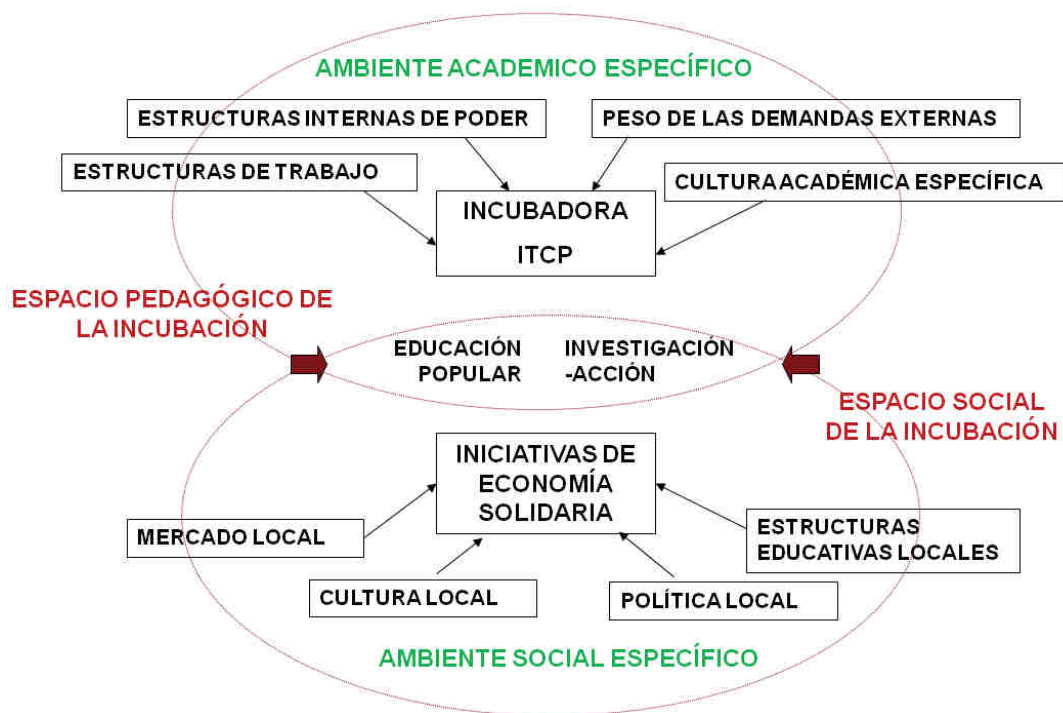 AMBIENTE ACADEMICO ESPECÍFICO
ESTRUCTURAS INTERNAS DE PODER
PESO DE LAS DEMANDAS EXTERNAS
ESTRUCTURAS DE TRABAJO
CULTURA ACADÉMICA ESPECÍFICA
INCUBADORA
ITCP
ESPACIO PEDAGÓGICO DE
LA INCUBACIÓN
EDUCACIÓN
POPULAR
INVESTIGACIÓN
-ACCIÓN
ESPACIO SOCIAL
DE LA INCUBACIÓN
INICIATIVAS DE
ECONOMÍA
SOLIDARIA
MERCADO LOCAL
ESTRUCTURAS
EDUCATIVAS LOCALES
CULTURA LOCAL
POLÍTICA LOCAL
AMBIENTE SOCIAL ESPECÍFICO